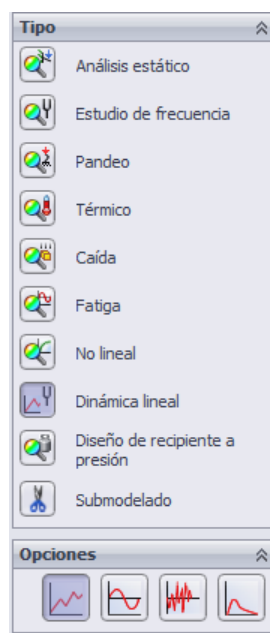 Tipo
Análisis estático
Estudio de frecuencia
Pandeo
Térmico
Caída
Fatiga
No lineal
Dinámica lineal
Diseño de recipiente a
presión
Submodelado
Opciones